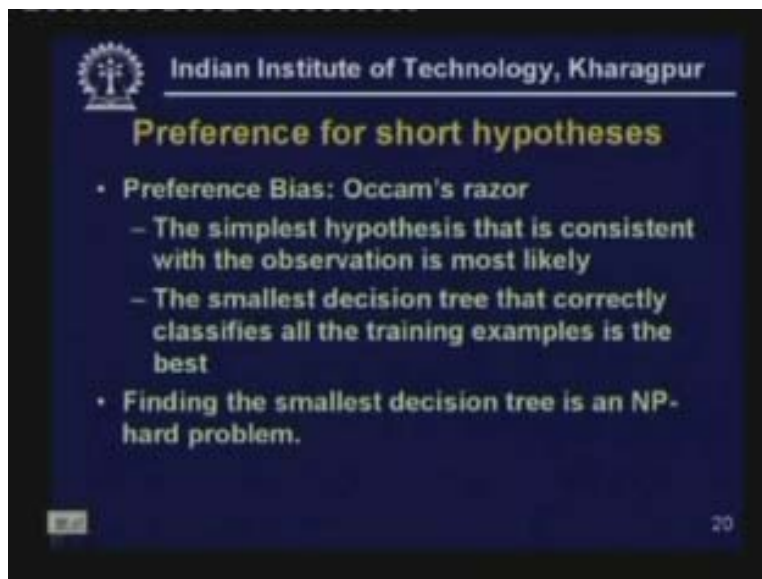 Indian Institute of Technology, Kharagpur
Preference for short hypotheses
• Preference Bias: Occam's razor
– The simplest hypothesis that is consistent
with the observation is most likely
– The smallest decision tree that correctly
classifies all the training examples is the
best
• Finding the smallest decision tree is an NP-
hard problem.
20